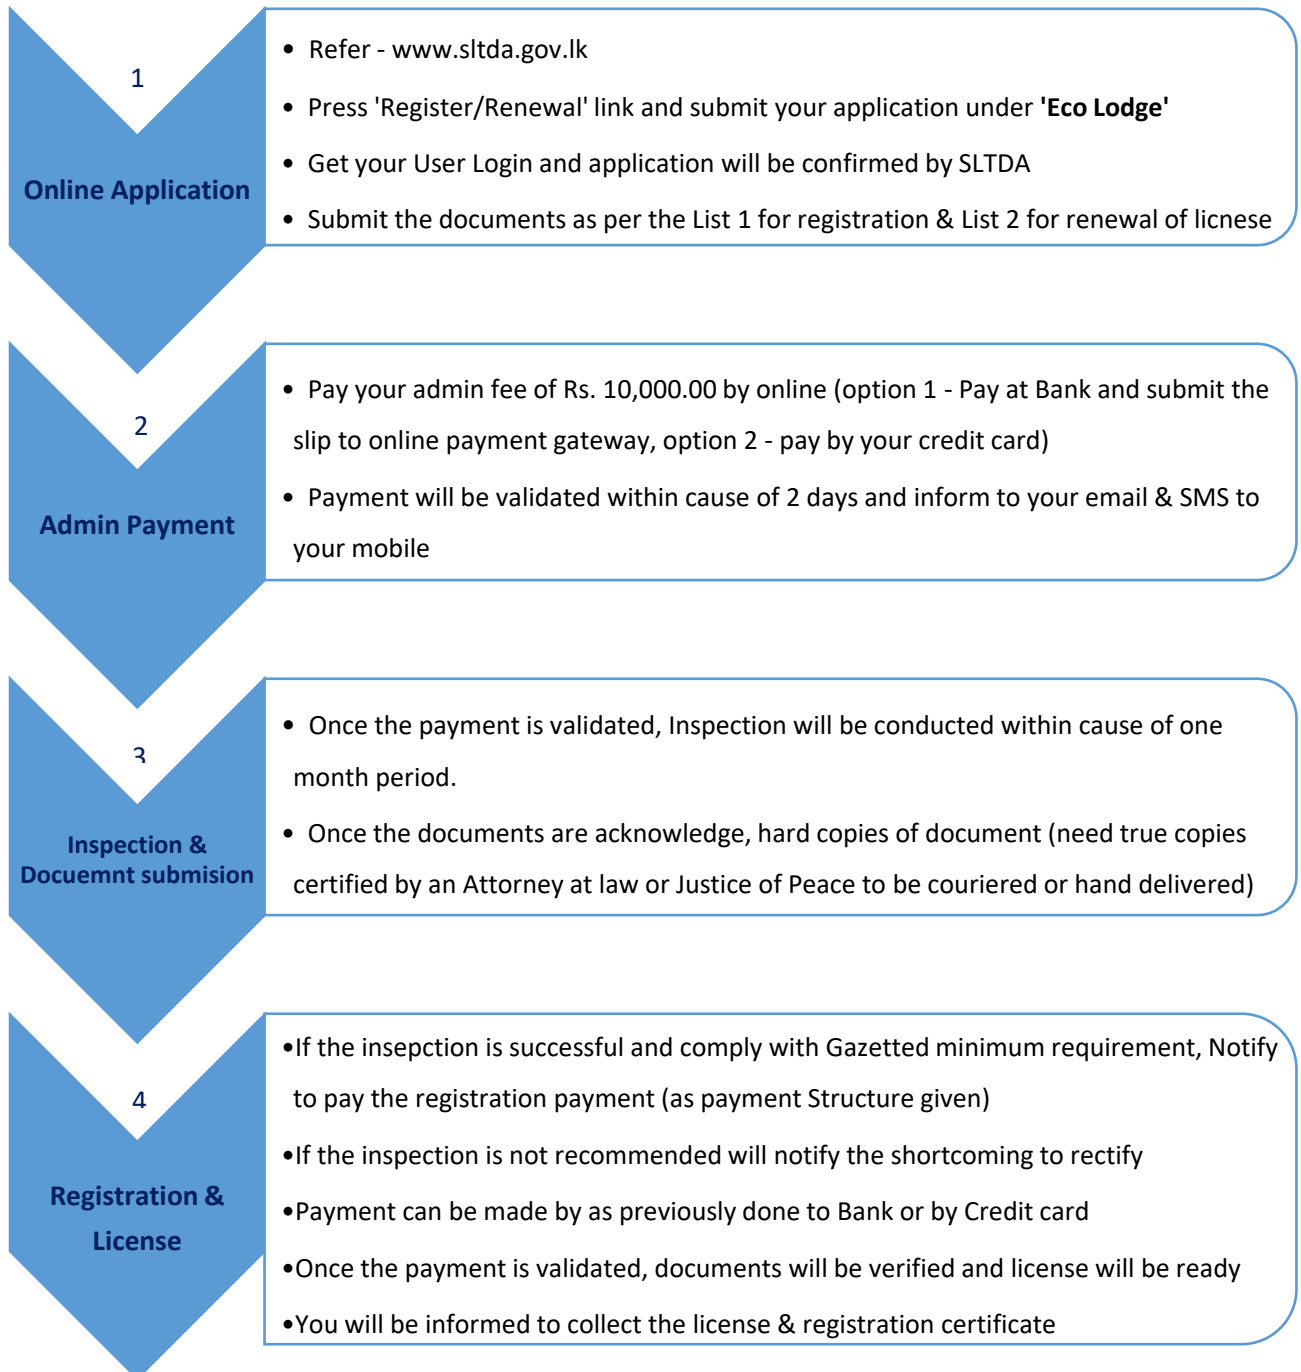 1
Online Application
• Refer - www.sltda.gov.lk
• Press 'Register/Renewal' link and submit your application under 'Eco Lodge'
• Get your User Login and application will be confirmed by SLTDA
• Submit the documents as per the List 1 for registration & List 2 for renewal of licnese
2
Admin Payment
• Pay your admin fee of Rs. 10,000.00 by online (option 1 - Pay at Bank and submit the
slip to online payment gateway, option 2 - pay by your credit card)
• Payment will be validated within cause of 2 days and inform to your email & SMS to
your mobile
3
Inspection &
Docuemnt submision
• Once the payment is validated, Inspection will be conducted within cause of one
month period.
• Once the documents are acknowledge, hard copies of document (need true copies
certified by an Attorney at law or Justice of Peace to be couriered or hand delivered)
4
Registration &
License
•If the insepction is successful and comply with Gazetted minimum requirement, Notify
to pay the registration payment (as payment Structure given)
•If the inspection is not recommended will notify the shortcoming to rectify
•Payment can be made by as previously done to Bank or by Credit card
•Once the payment is validated, documents will be verified and license will be ready
•You will be informed to collect the license & registration certificate